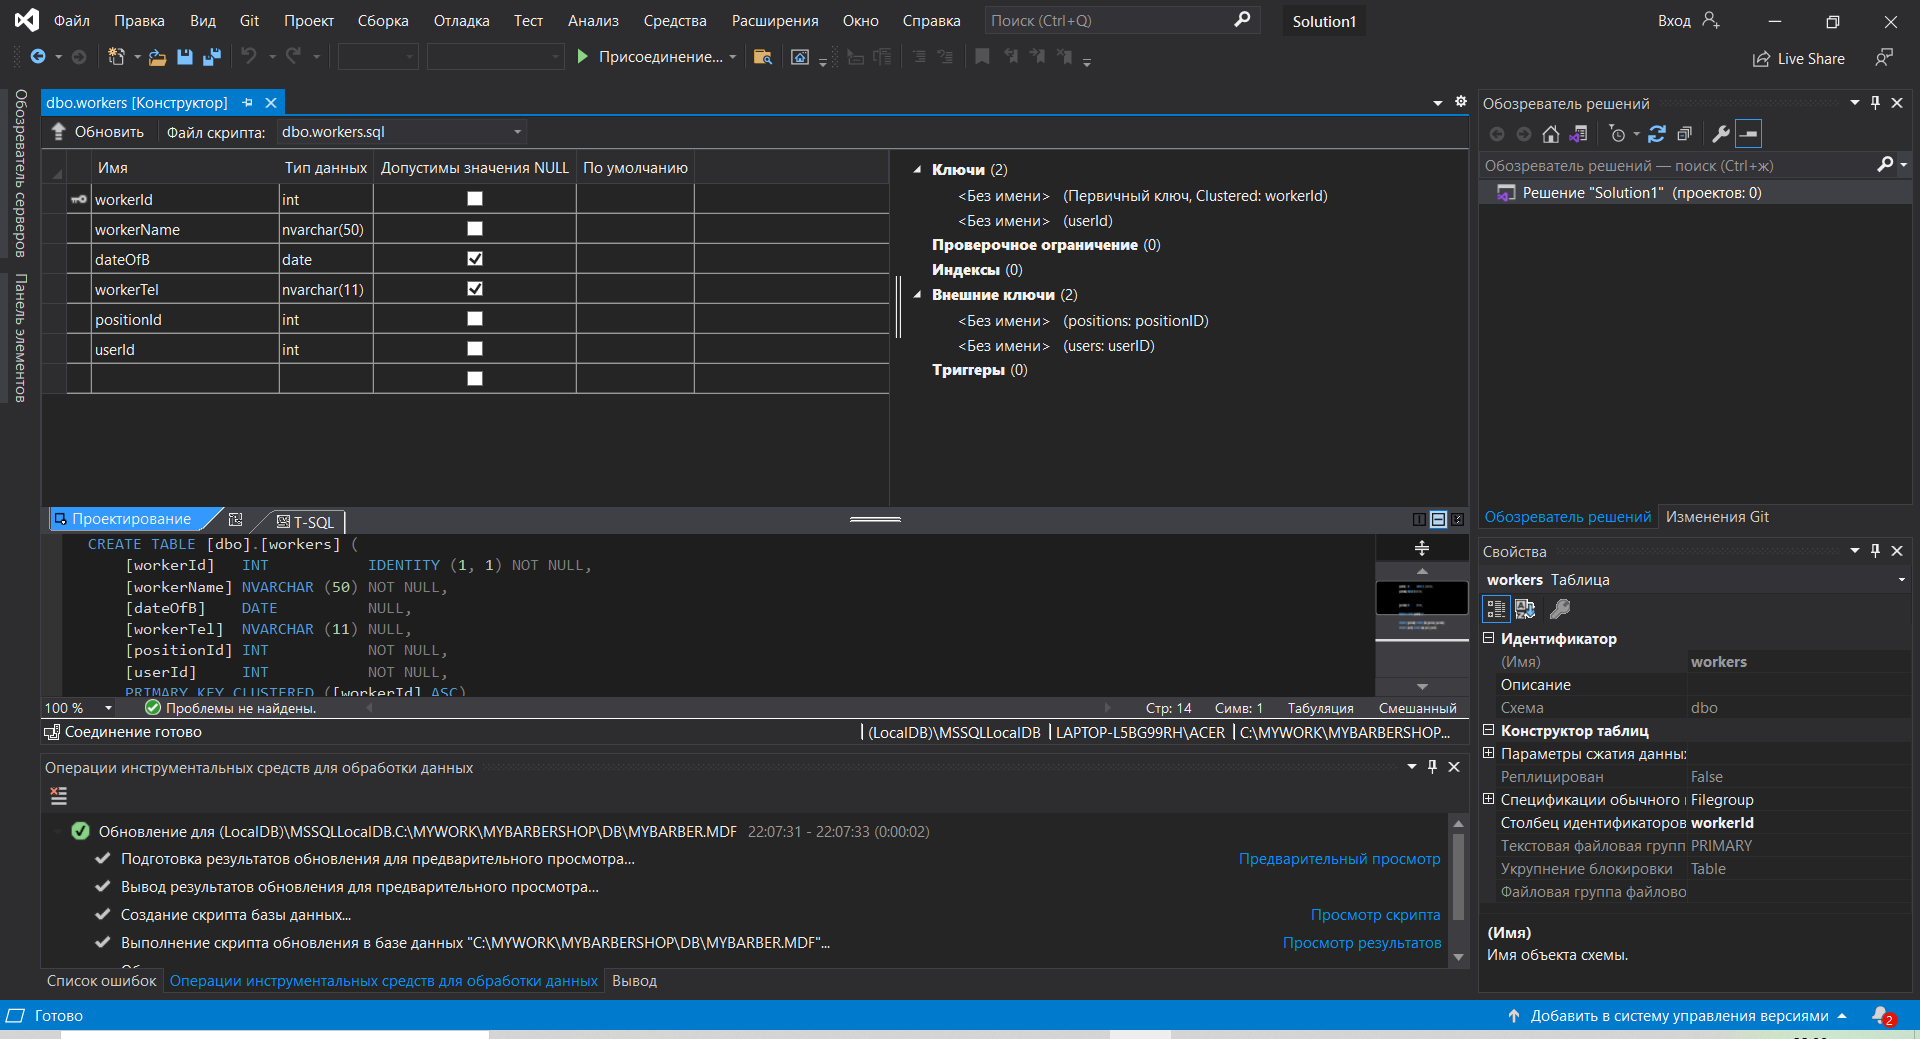 Файл Правка Вид Git Проект Сборка Отладка Тест Анализ Средства Расширения Окно Справка Поиск (Ctrl+Q) Solution1 Вход
Присоединение... Live Share
Обозреватель серверов
Панель элементов
dbo.workers [Конструктор]
Обновить Файл скрипта: dbo.workers.sql
Имя Тип данных Допустимы значения NULL По умолчанию
workerId int
workerName nvarchar(50)
dateOfB date
workerTel nvarchar(11)
positionId int
userId int
Ключи (2)
<Без имени> (Первичный ключ, Clustered: workerId)
<Без имени> (userId)
Проверочное ограничение (0)
Индексы (0)
Внешние ключи (2)
<Без имени> (positions: positionID)
<Без имени> (users: userID)
Триггеры (0)
Проектирование T-SQL
CREATE TABLE [dbo].[workers] (
[workerId] INT IDENTITY (1, 1) NOT NULL,
[workerName] NVARCHAR (50) NOT NULL,
[dateOfB] DATE NULL,
[workerTel] NVARCHAR (11) NULL,
[positionId] INT NOT NULL,
[userId] INT NOT NULL,
PRIMARY KEY CLUSTERED ([workerId] ASC)
100 % Проблемы не найдены. Стр: 14 Симв: 1 Табуляция Смешанный
Соединение готово (LocalDB)\MSSQLLocalDB LAPTOP-L5BG99RH\ACER C:\MYWORK\MYBARBERSHOP...
Операции инструментальных средств для обработки данных
Обновление для (LocalDB)\MSSQLLocalDB.C:\MYWORK\MYBARBERSHOP\DB\MYBARBER.MDF 22:07:31 - 22:07:33 (0:00:02)
Подготовка результатов обновления для предварительного просмотра... Предварительный просмотр
Вывод результатов обновления для предварительного просмотра...
Создание скрипта базы данных... Просмотр скрипта
Выполнение скрипта обновления в базе данных "C:\MYWORK\MYBARBERSHOP\DB\MYBARBER.MDF"... Просмотр результатов
Список ошибок Операции инструментальных средств для обработки данных Вывод
Обозреватель решений
Обозреватель решений — поиск (Ctrl+ж)
Решение "Solution1" (проектов: 0)
Обозреватель решений Изменения Git
Свойства
workers Таблица
Идентификатор
(Имя) workers
Описание
Схема dbo
Конструктор таблиц
Параметры сжатия данны
Реплицирован False
Спецификации обычного Filegroup
Столбец идентификаторов workerId
Текстовая файловая групп PRIMARY
Укрупнение блокировки Table
Файловая группа файлово
(Имя)
Имя объекта схемы.
Готово Добавить в систему управления версиями 2